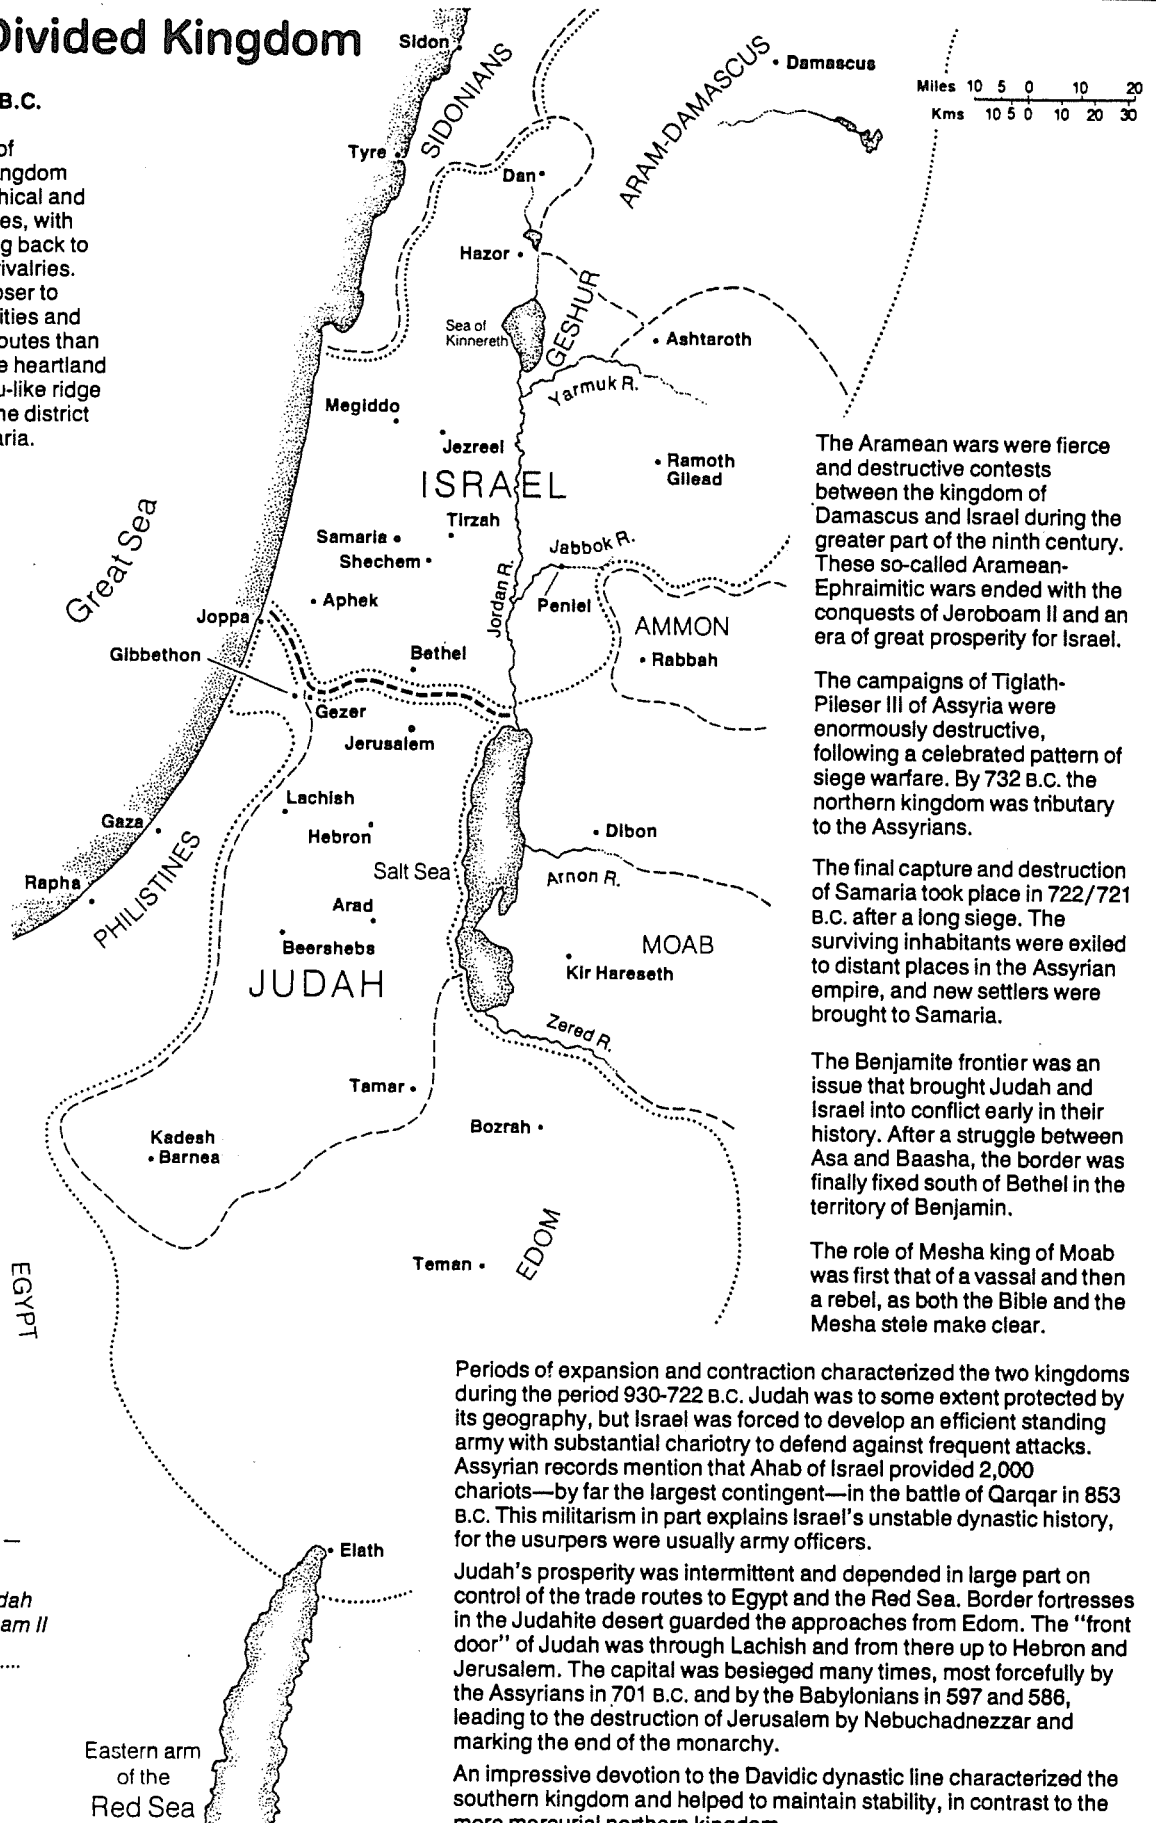 Divided Kingdom
B.C.
of
ngdom
hical and
es, with
g back to
rivalries.
oser to
ities and
outes than
e heartland
u-like ridge
he district
aria.
Sidon
SIDONIANS
Damascus
ARAM-DAMASCUS
Miles 10 5 0 10 20
Kms 10 5 0 10 20 30
Tyre
Dan
Hazor
GESHUR
Sea of
Kinnereth
Ashtaroth
Yarmuk R.
Megiddo
Jezreel
Ramoth
Gilead
ISRAEL
Great Sea
Tirzah
Samaria
Shechem
Jabbok R.
Jordan R.
Aphek
Peniel
Joppa
AMMON
Gibbethon
Bethel
Rabbah
Gezer
Jerusalem
Lachish
Gaza
Hebron
Dibon
PHILISTINES
Salt Sea
Arnon R.
Rapha
Arad
Beersheba
MOAB
Kir Hareseth
JUDAH
Zered R.
Tamar
Bozrah
Kadesh
Barnea
EDOM
Teman
EGYPT
Elath
Eastern arm
of the
Red Sea
dah
am II
The Aramean wars were fierce
and destructive contests
between the kingdom of
Damascus and Israel during the
greater part of the ninth century.
These so-called Aramean-
Ephraimitic wars ended with the
conquests of Jeroboam II and an
era of great prosperity for Israel.
The campaigns of Tiglath-
Pileser III of Assyria were
enormously destructive,
following a celebrated pattern of
siege warfare. By 732 B.C. the
northern kingdom was tributary
to the Assyrians.
The final capture and destruction
of Samaria took place in 722/721
B.C. after a long siege. The
surviving inhabitants were exiled
to distant places in the Assyrian
empire, and new settlers were
brought to Samaria.
The Benjamite frontier was an
issue that brought Judah and
Israel into conflict early in their
history. After a struggle between
Asa and Baasha, the border was
finally fixed south of Bethel in the
territory of Benjamin.
The role of Mesha king of Moab
was first that of a vassal and then
a rebel, as both the Bible and the
Mesha stele make clear.
Periods of expansion and contraction characterized the two kingdoms
during the period 930-722 B.C. Judah was to some extent protected by
its geography, but Israel was forced to develop an efficient standing
army with substantial chariotry to defend against frequent attacks.
Assyrian records mention that Ahab of Israel provided 2,000
chariots—by far the largest contingent—in the battle of Qarqar in 853
B.C. This militarism in part explains Israel's unstable dynastic history,
for the usurpers were usually army officers.
Judah's prosperity was intermittent and depended in large part on
control of the trade routes to Egypt and the Red Sea. Border fortresses
in the Judahite desert guarded the approaches from Edom. The "front
door" of Judah was through Lachish and from there up to Hebron and
Jerusalem. The capital was besieged many times, most forcefully by
the Assyrians in 701 B.C. and by the Babylonians in 597 and 586,
leading to the destruction of Jerusalem by Nebuchadnezzar and
marking the end of the monarchy.
An impressive devotion to the Davidic dynastic line characterized the
southern kingdom and helped to maintain stability, in contrast to the
more mercurial northern kingdom.